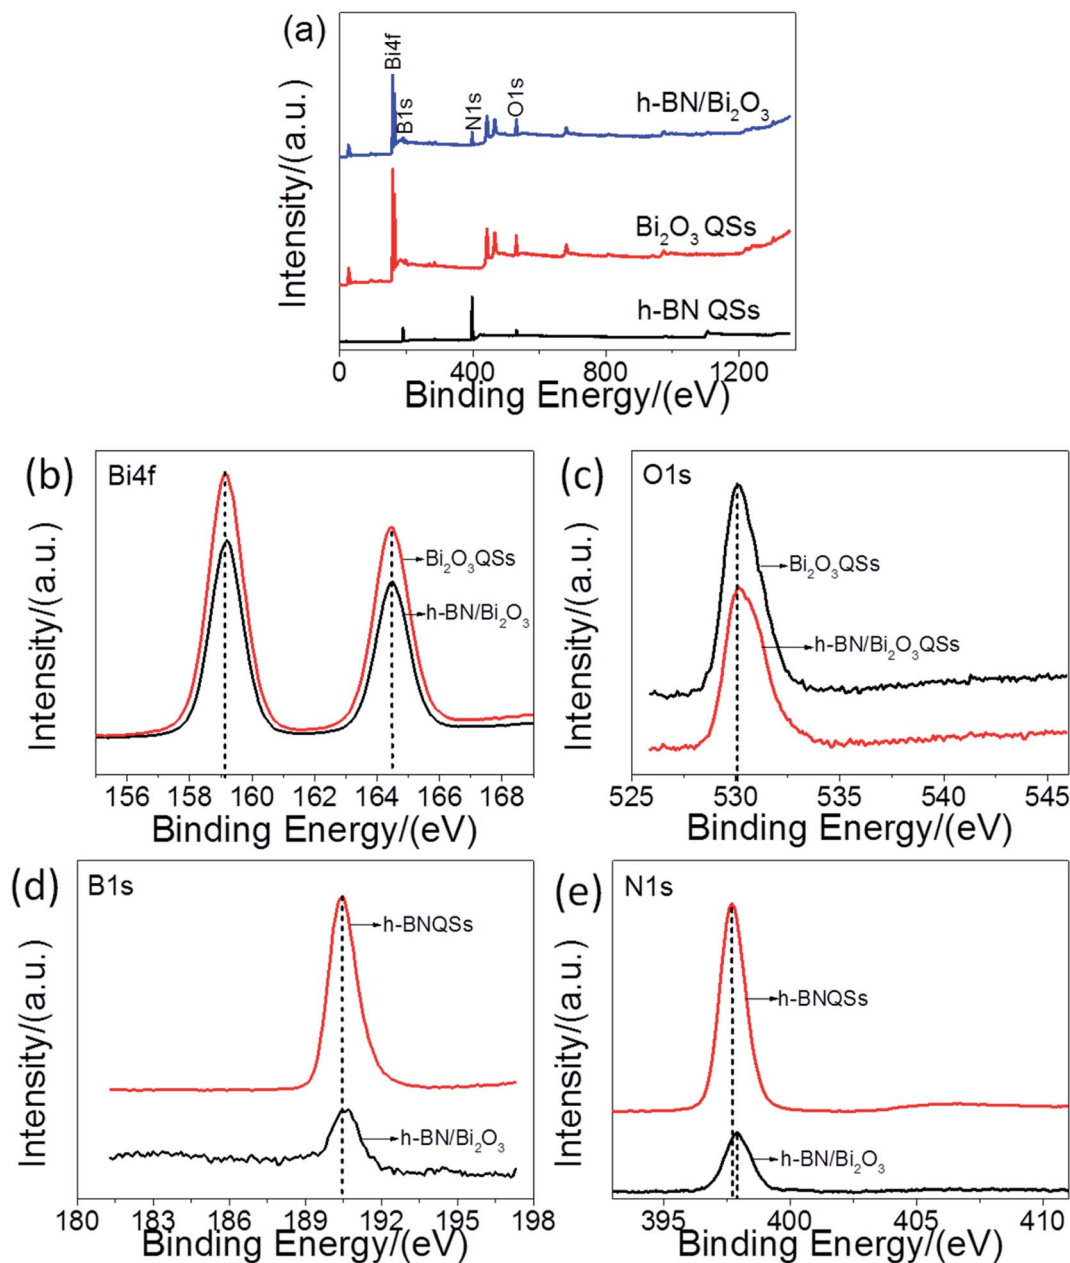 (a)
Bi4f
B1s
N1s
O1s
h-BN/Bi₂O₃
Bi₂O₃ QSs
h-BN QSs
Intensity/(a.u.)
0 400 800 1200
Binding Energy/(eV)
(b)
Bi4f
Bi₂O₃QSs
h-BN/Bi₂O₃
Intensity/(a.u.)
156 158 160 162 164 166 168
Binding Energy/(eV)
(c)
O1s
Bi₂O₃QSs
h-BN/Bi₂O₃QSs
Intensity/(a.u.)
525 530 535 540 545
Binding Energy/(eV)
(d)
B1s
h-BNQSs
h-BN/Bi₂O₃
Intensity/(a.u.)
180 183 186 189 192 195 198
Binding Energy/(eV)
(e)
N1s
h-BNQSs
h-BN/Bi₂O₃
Intensity/(a.u.)
395 400 405 410
Binding Energy/(eV)